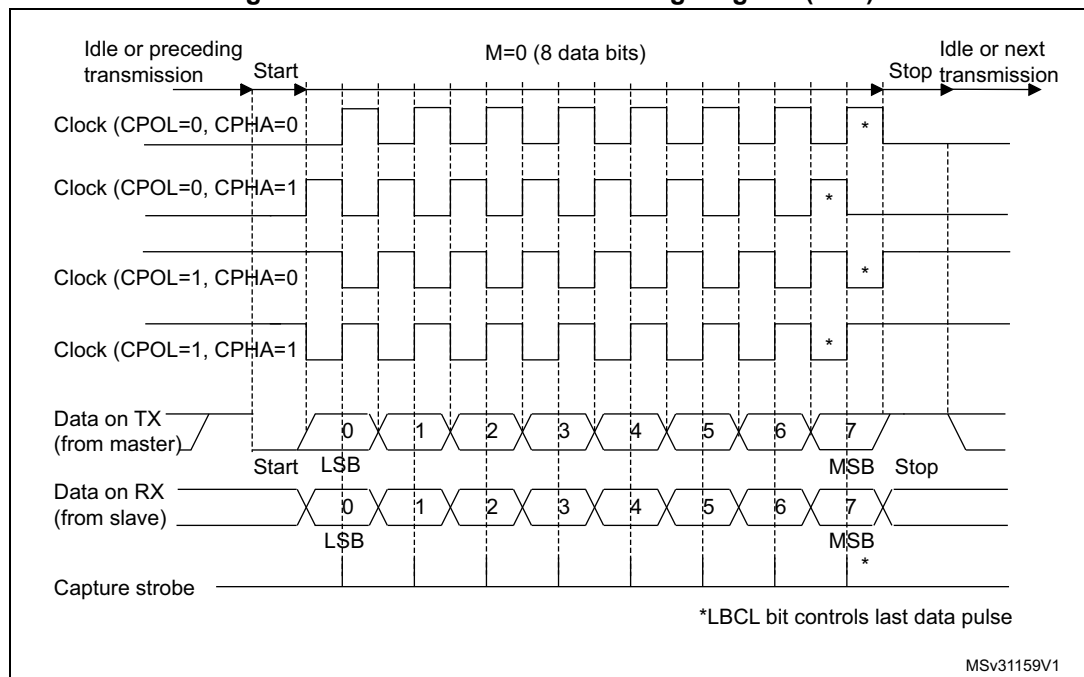 Idle or preceding
transmission
Start
M=0 (8 data bits)
Stop
Idle or next
transmission
Clock (CPOL=0, CPHA=0
*
Clock (CPOL=0, CPHA=1
*
Clock (CPOL=1, CPHA=0
*
Clock (CPOL=1, CPHA=1
*
Data on TX
(from master)
0 1 2 3 4 5 6 7
Start LSB MSB Stop
Data on RX
(from slave)
0 1 2 3 4 5 6 7
LSB MSB
*
Capture strobe
*LBCL bit controls last data pulse
MSv31159V1